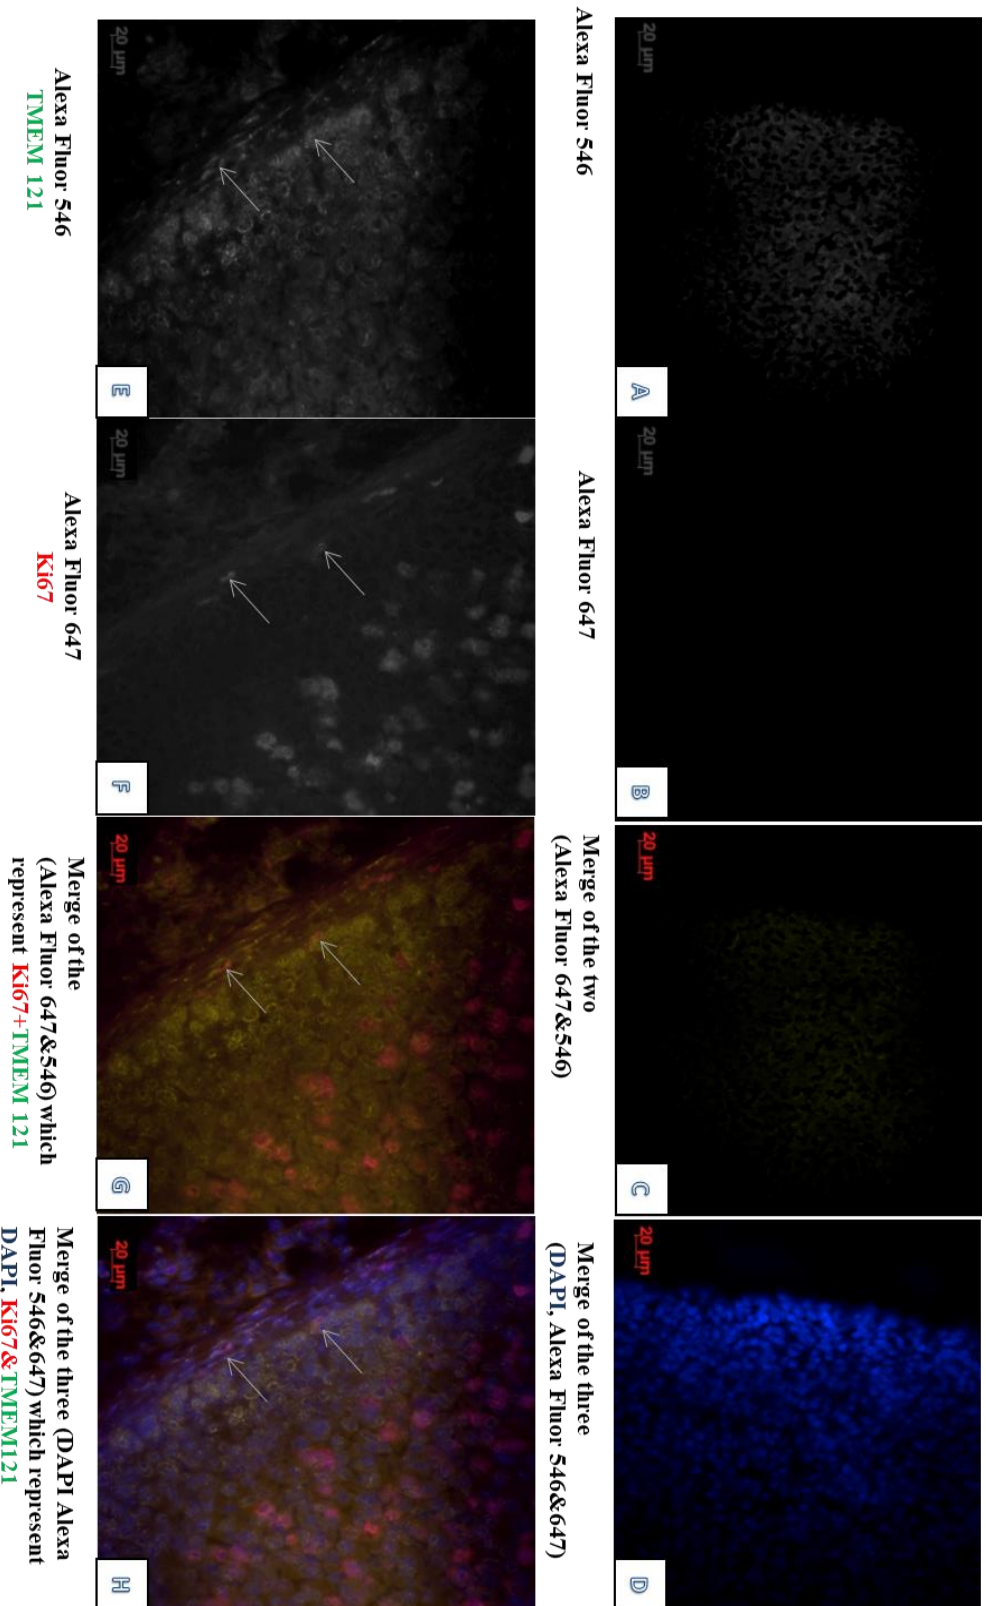 20 µm
A
20 µm
B
20 µm
C
20 µm
D
Alexa Fluor 546
Alexa Fluor 647
Merge of the two
(Alexa Fluor 647&546)
Merge of the three
(DAPI, Alexa Fluor 546&647)
20 µm
E
20 µm
F
20 µm
G
20 µm
H
Alexa Fluor 546
TMEM 121
Alexa Fluor 647
Ki67
Merge of the
(Alexa Fluor 647&546) which
represent Ki67+TMEM 121
Merge of the three (DAPI Alexa
Fluor 546&647) which represent
DAPI, Ki67&TMEM121